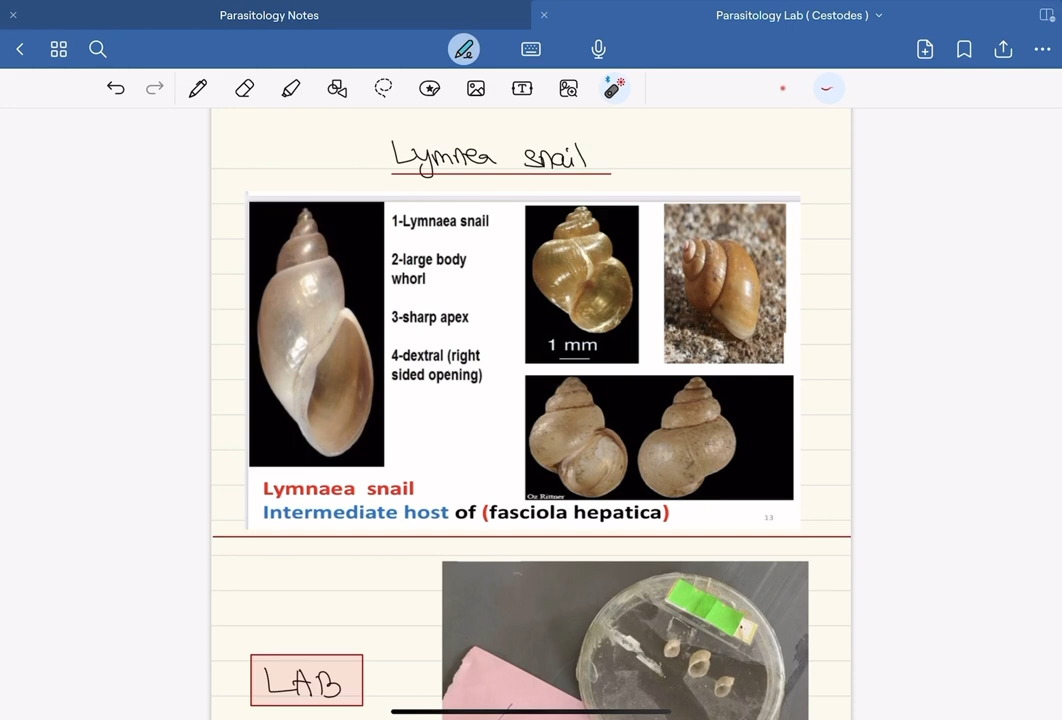 Parasitology Notes
Parasitology Lab ( Cestodes )
Lymnea snail
1-Lymnaea snail
2-large body
whorl
3-sharp apex
4-dextral (right
sided opening)
1 mm
Oz Rittner
Lymnaea snail
Intermediate host of (fasciola hepatica)
13
LAB